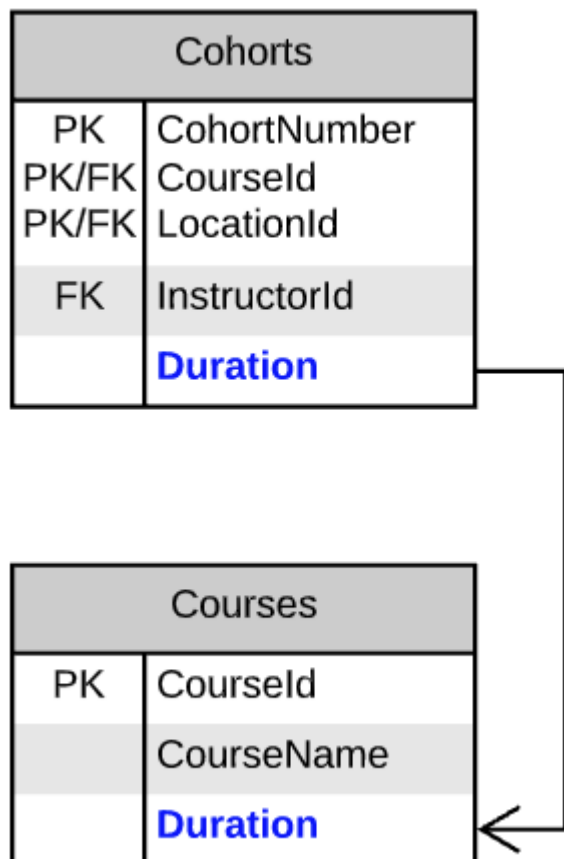 Cohorts
PK CohortNumber
PK/FK CourseId
PK/FK LocationId
FK InstructorId
Duration
Courses
PK CourseId
CourseName
Duration